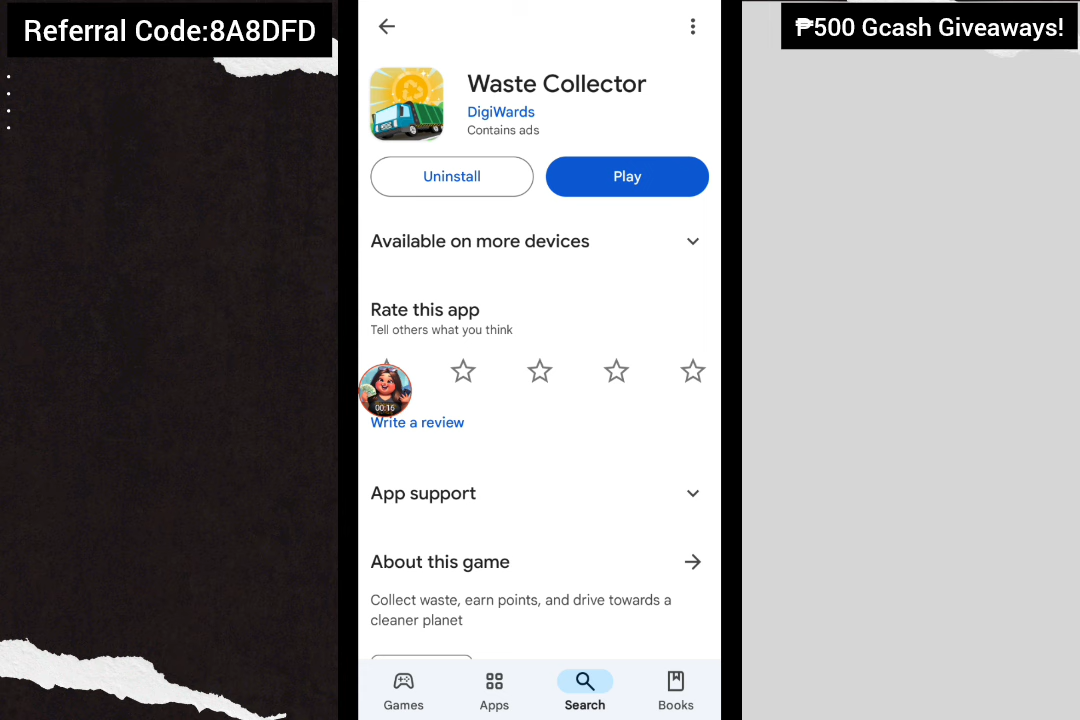 Referral Code:8A8DFD
₱500 Gcash Giveaways!
Waste Collector
DigiWards
Contains ads
Uninstall
Play
Available on more devices
Rate this app
Tell others what you think
00:16
Write a review
App support
About this game
Collect waste, earn points, and drive towards a
cleaner planet
Games
Apps
Search
Books